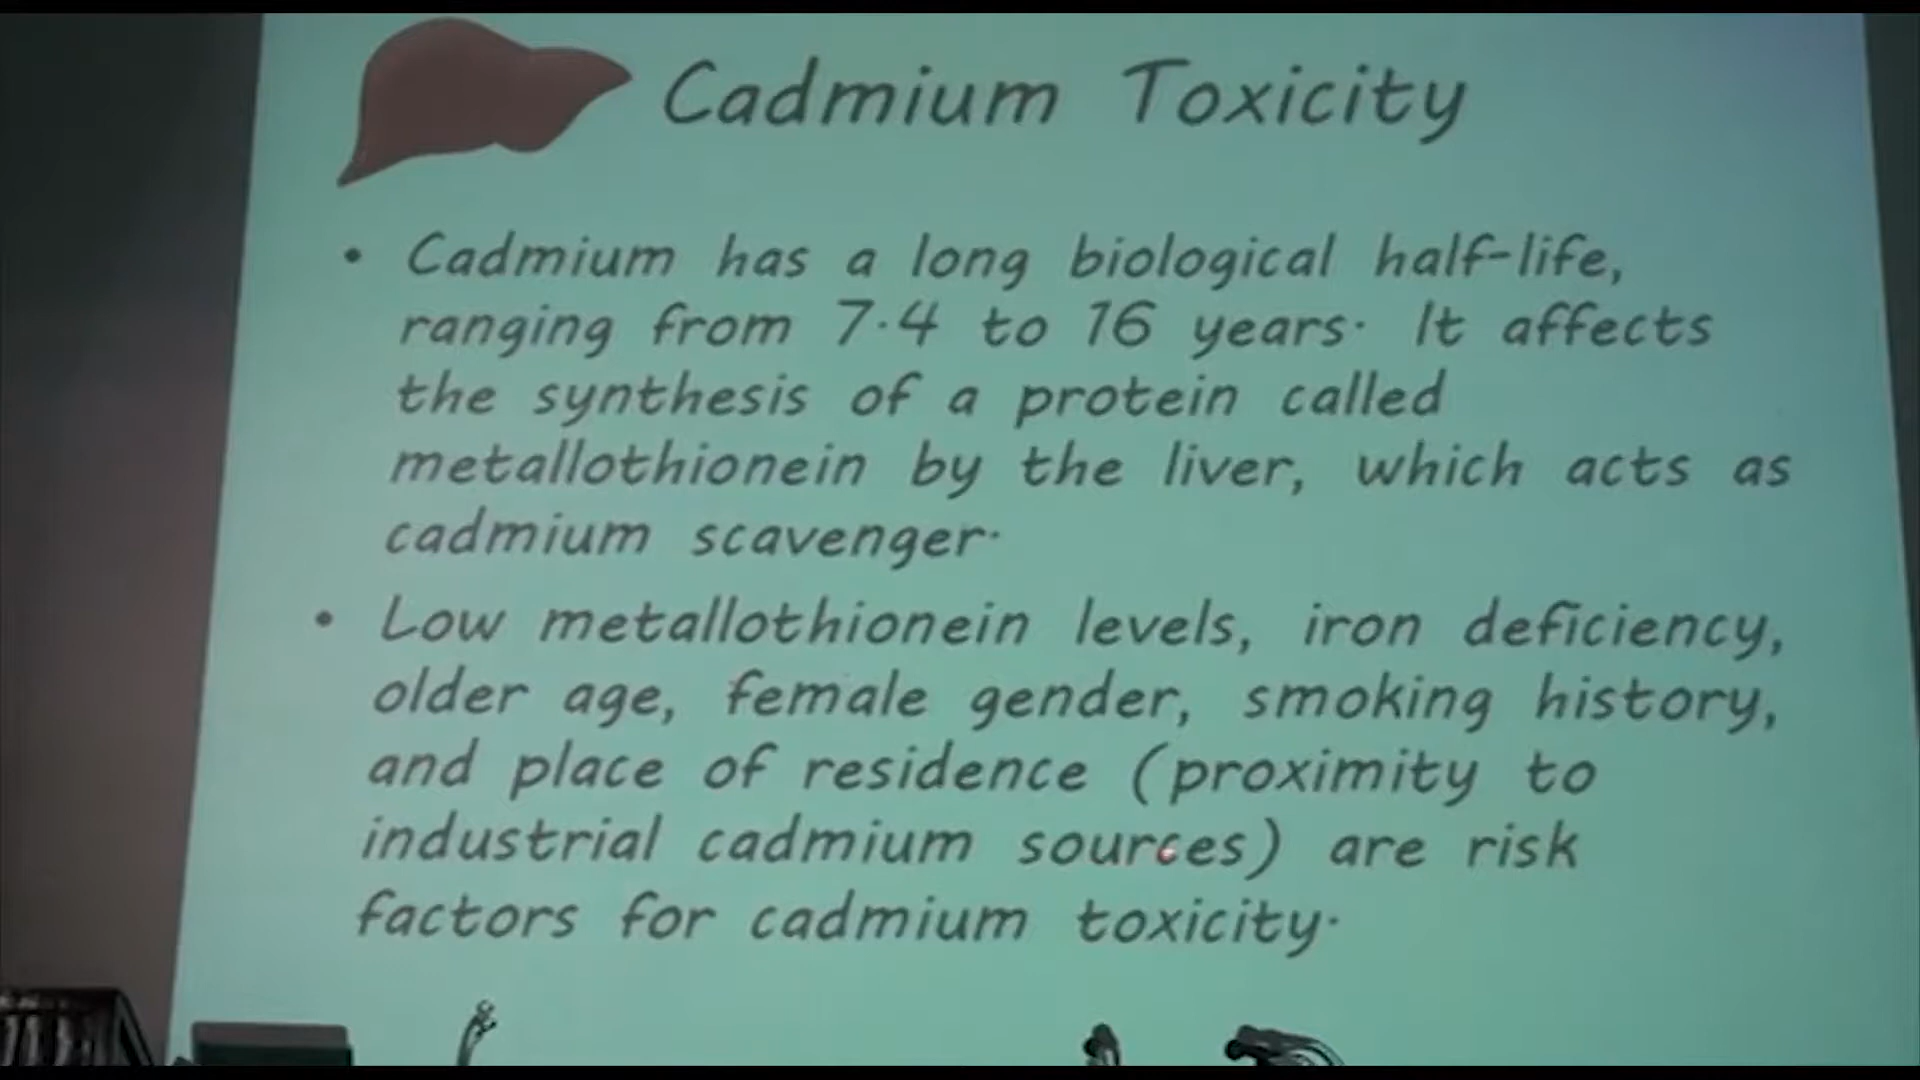 Cadmium Toxicity
• Cadmium has a long biological half-life,
ranging from 7.4 to 16 years. It affects
the synthesis of a protein called
metallothionein by the liver, which acts as
cadmium scavenger.
• Low metallothionein levels, iron deficiency,
older age, female gender, smoking history,
and place of residence (proximity to
industrial cadmium sources) are risk
factors for cadmium toxicity.